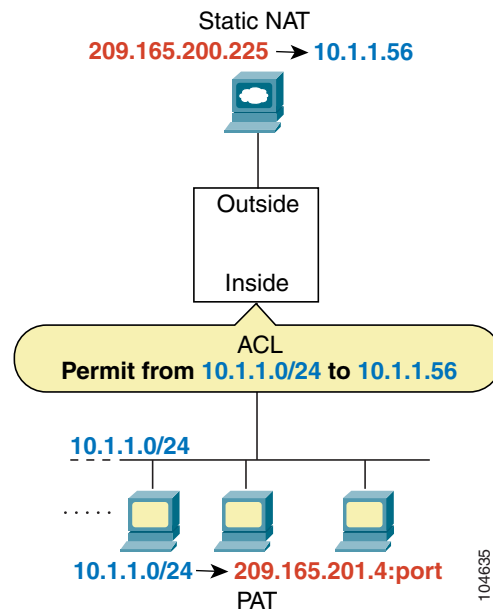 Static NAT
209.165.200.225 → 10.1.1.56
Outside
Inside
ACL
Permit from 10.1.1.0/24 to 10.1.1.56
10.1.1.0/24
10.1.1.0/24 → 209.165.201.4:port
PAT
104635